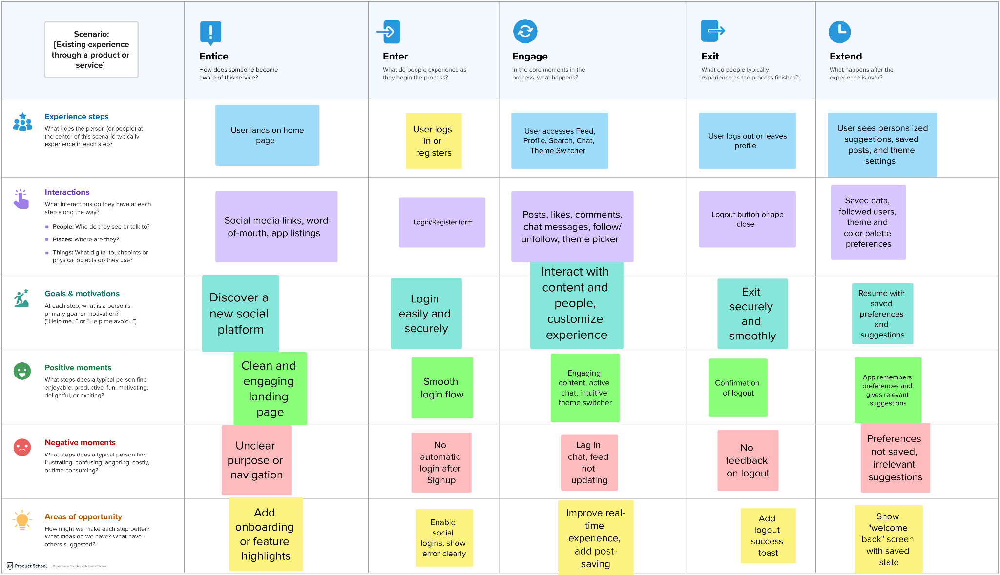 Scenario:
[Existing experience
through a product or
service]
Entice
How does someone become
aware of this service?
Enter
What do people experience as
they begin the process?
Engage
In the core moments in the
process, what happens?
Exit
What do people typically
experience as the process finishes?
Extend
What happens after the
experience is over?
Experience steps
What does the person (or people) at
the center of this scenario typically
experience in each step?
User lands on home
page
User logs
in or
registers
User accesses Feed,
Profile, Search, Chat,
Theme Switcher
User logs out or leaves
profile
User sees personalized
suggestions, saved
posts, and theme
settings
Interactions
What interactions do they have at each
step along the way?
People: Who do they see or talk to?
Places: Where are they?
Things: What digital touchpoints or
physical objects do they use?
Social media links, word-
of-mouth, app listings
Login/Register form
Posts, likes, comments,
chat messages, follow/
unfollow, theme picker
Logout button or app
close
Saved data,
followed users,
theme and
color palette
preferences
Goals & motivations
At each step, what is a person's
primary goal or motivation?
("Help me..." or "Help me avoid...")
Discover a
new social
platform
Login
easily and
securely
Interact with
content and
people,
customize
experience
Exit
securely
and
smoothly
Resume with
saved
preferences
and
suggestions
Positive moments
What steps does a typical person find
enjoyable, productive, fun, motivating,
delightful, or exciting?
Clean and
engaging
landing
page
Smooth
login flow
Engaging
content, active
chat, intuitive
theme switcher
Confirmation
of logout
App remembers
preferences and
gives relevant
suggestions
Negative moments
What steps does a typical person find
frustrating, confusing, angering, costly,
or time-consuming?
Unclear
purpose or
navigation
No
automatic
login after
Signup
Lag in
chat, feed
not
updating
No
feedback
on logout
Preferences
not saved,
irrelevant
suggestions
Areas of opportunity
How might we make each step better?
What ideas do we have? What have
others suggested?
Add
onboarding
or feature
highlights
Enable
social
logins, show
error clearly
Improve real-
time
experience,
add post-
saving
Add
logout
success
toast
Show
"welcome
back" screen
with saved
state
Product School
Created in partnership with Product School